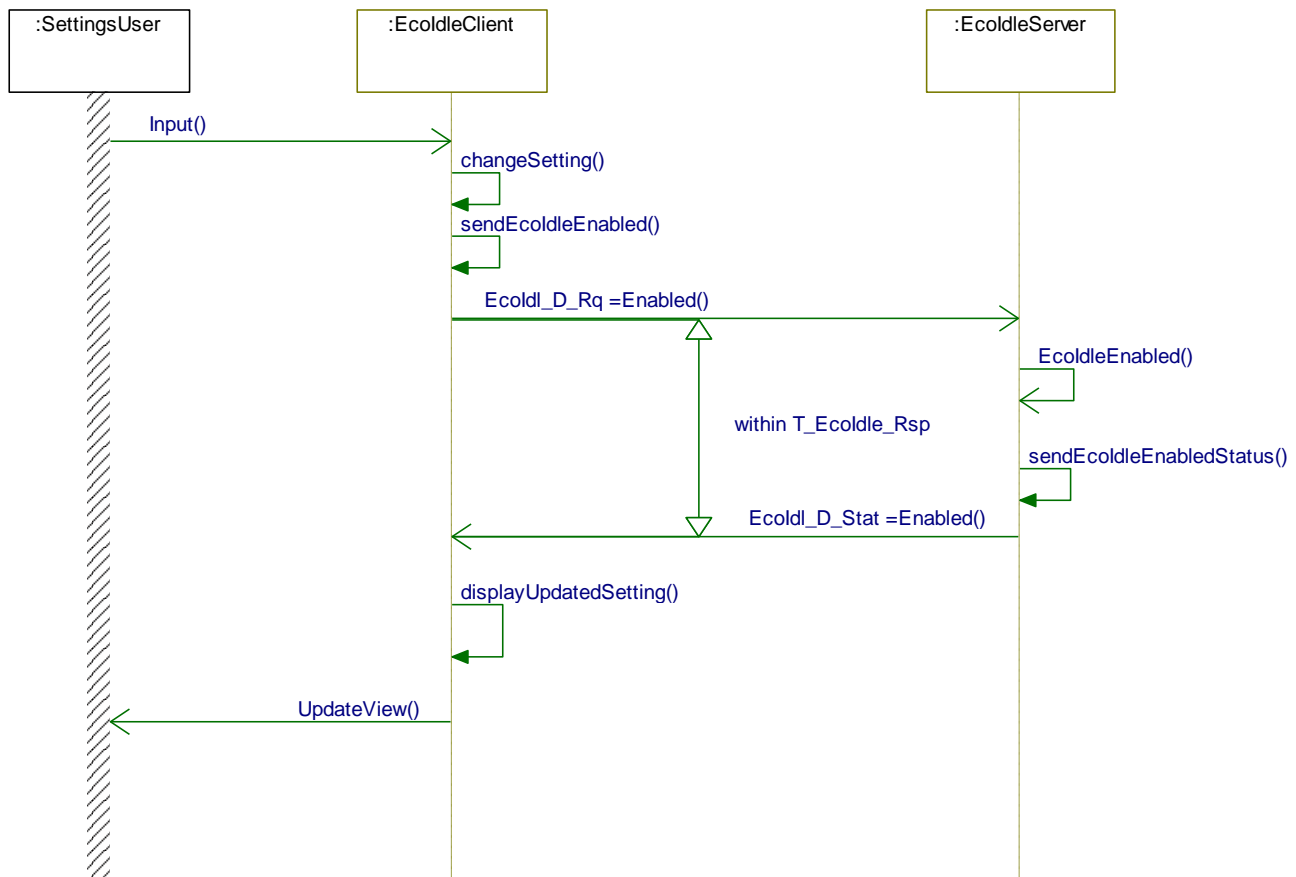 :SettingsUser
:EcoIdleClient
:EcoIdleServer
Input()
changeSetting()
sendEcoIdleEnabled()
EcoIdl_D_Rq =Enabled()
EcoIdleEnabled()
within T_EcoIdle_Rsp
sendEcoIdleEnabledStatus()
EcoIdl_D_Stat =Enabled()
displayUpdatedSetting()
UpdateView()